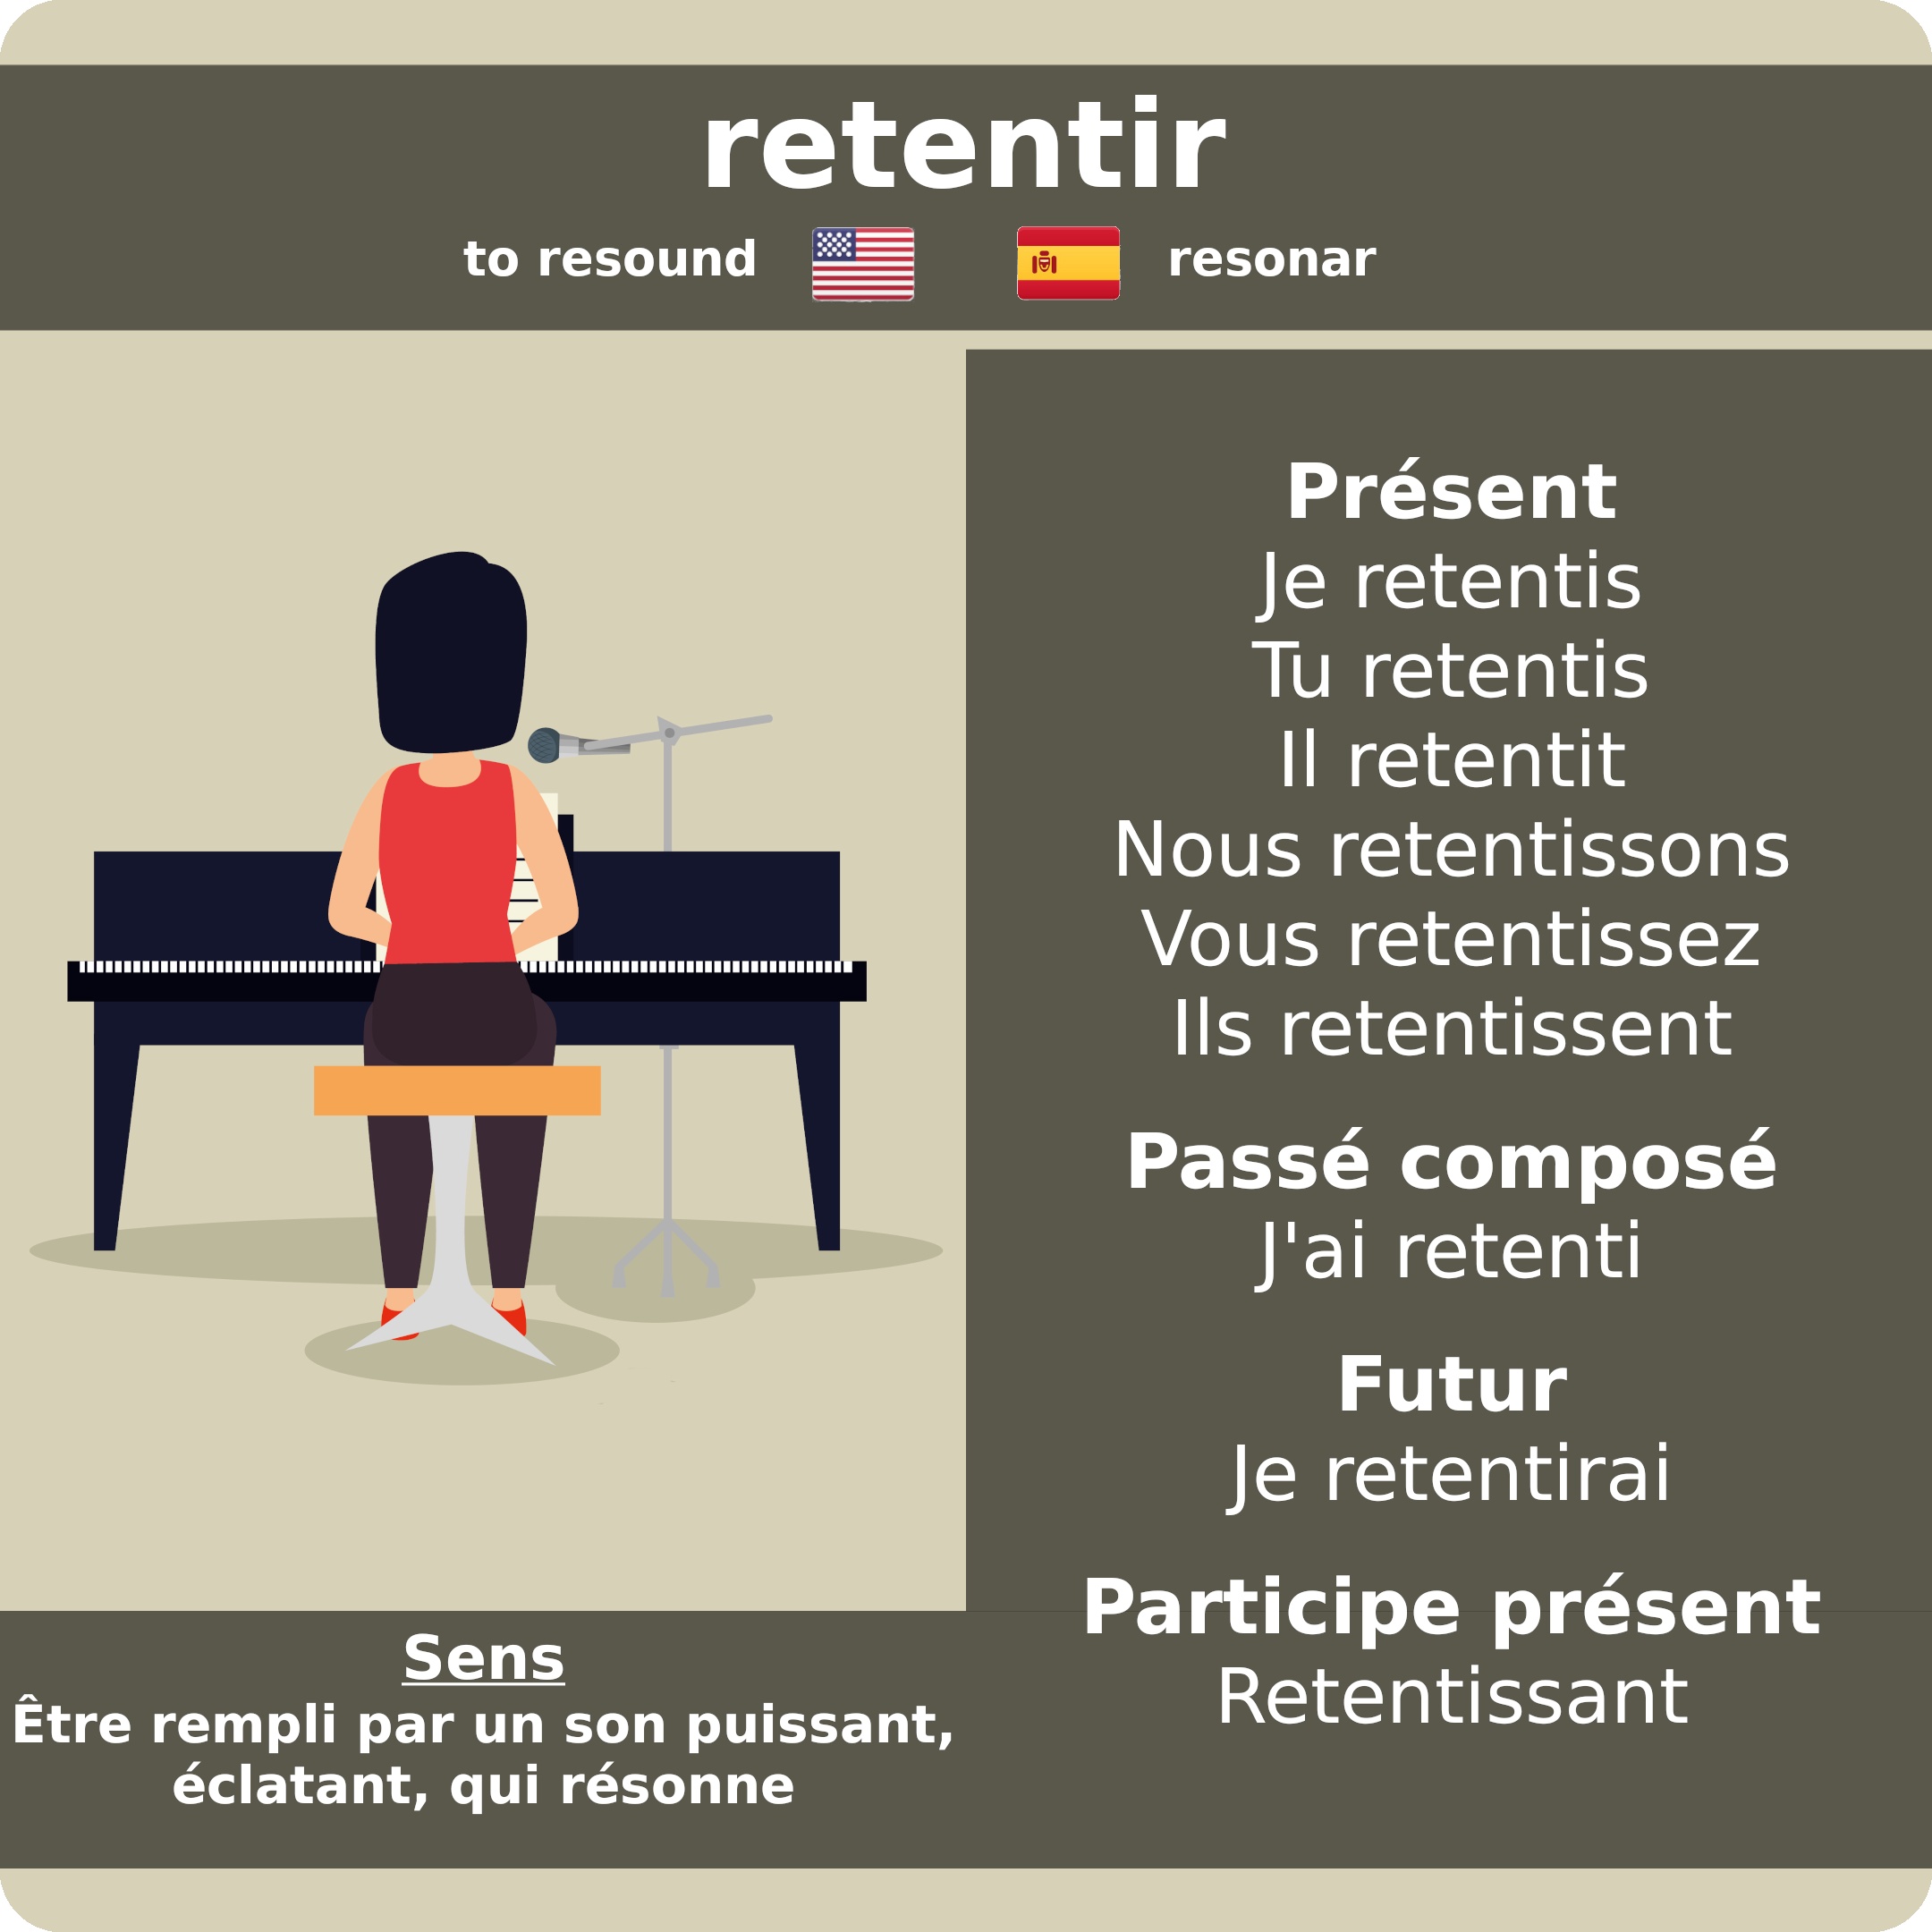 retentir
to resound
resonar
Présent
Je retentis
Tu retentis
Il retentit
Nous retentissons
Vous retentissez
Ils retentissent
Passé composé
J'ai retenti
Futur
Je retentirai
Participe présent
Retentissant
Sens
Être rempli par un son puissant,
éclatant, qui résonne